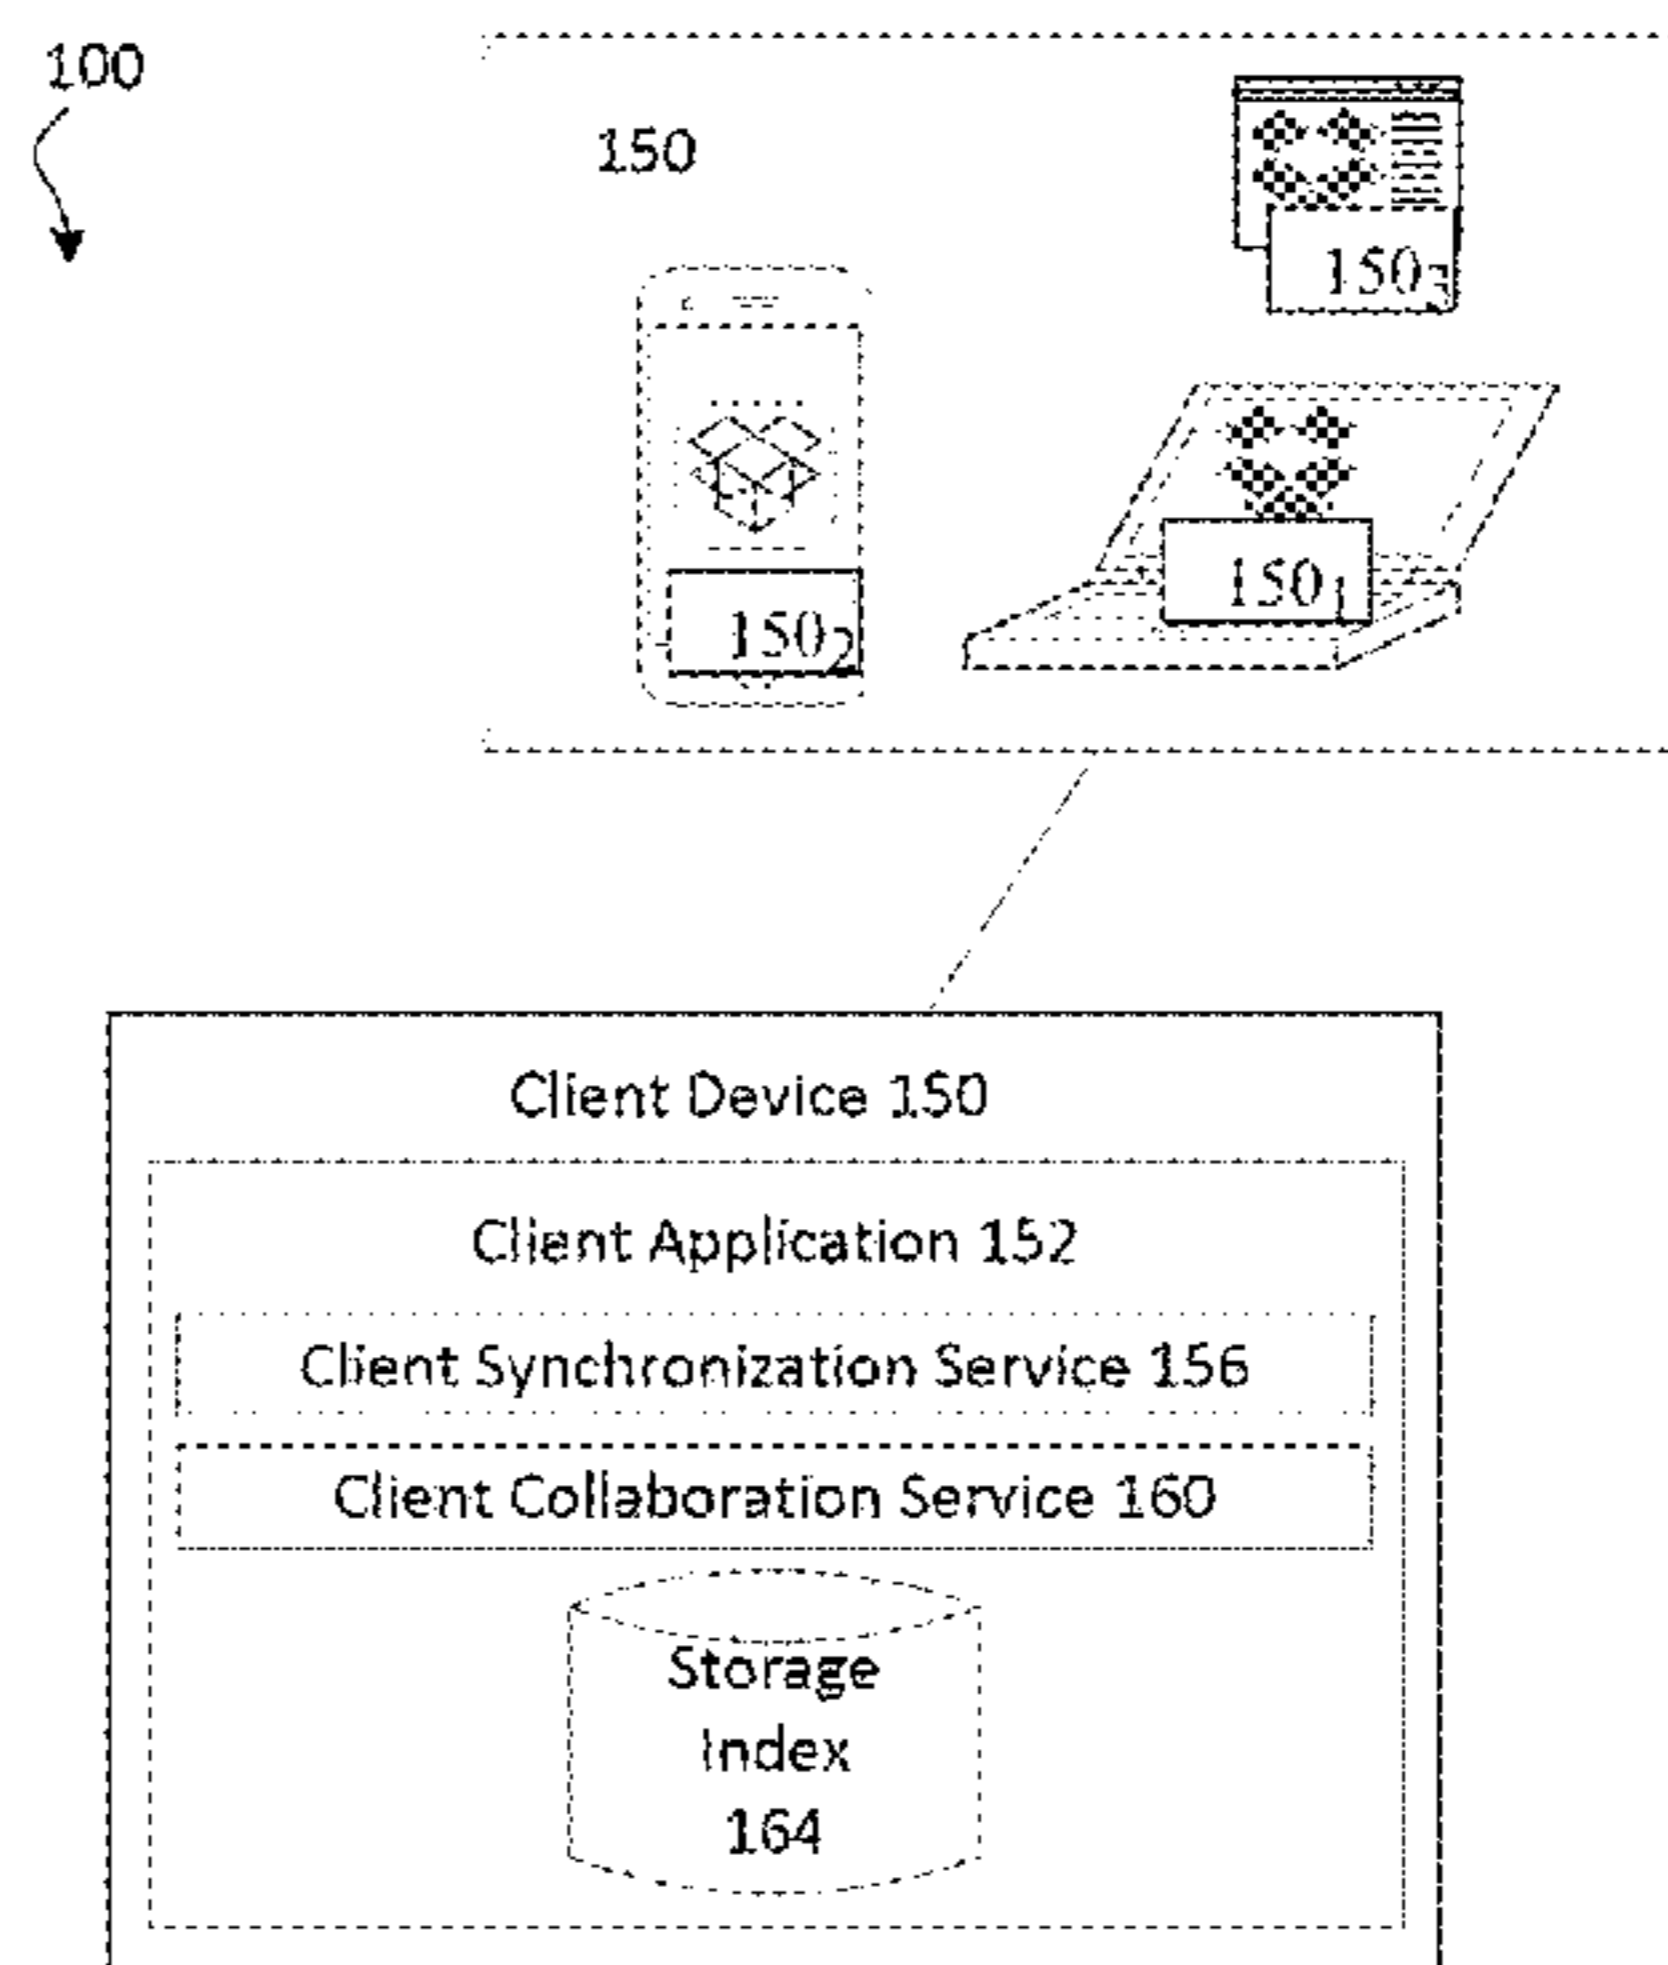 100
150
150₃
150₁
150₂
Client Device 150
Client Application 152
Client Synchronization Service 156
Client Collaboration Service 160
Storage
Index
164